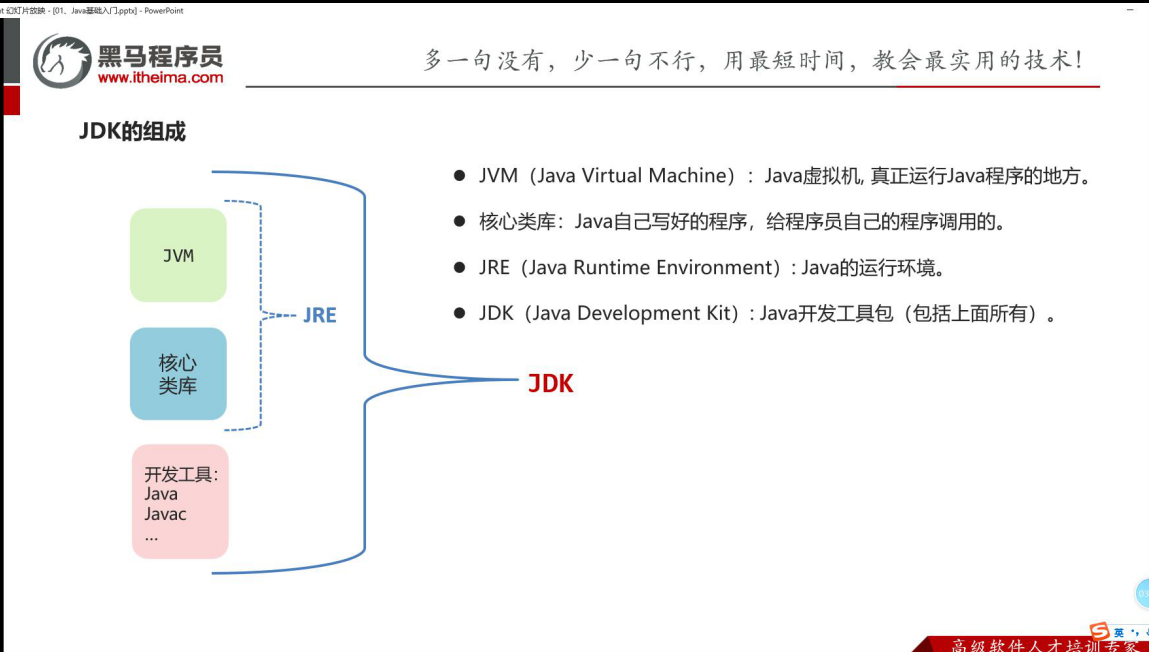 nt 幻灯片放映 - [01、Java基础入门.pptx] - PowerPoint
黑马程序员
www.itheima.com
多一句没有，少一句不行，用最短时间，教会最实用的技术！
JDK的组成
JVM（Java Virtual Machine）：Java虚拟机, 真正运行Java程序的地方。
核心类库：Java自己写好的程序，给程序员自己的程序调用的。
JRE（Java Runtime Environment）: Java的运行环境。
JDK（Java Development Kit）: Java开发工具包（包括上面所有）。
JVM
JRE
核心
类库
JDK
开发工具：
Java
Javac
...
英
高级软件人才培训专家